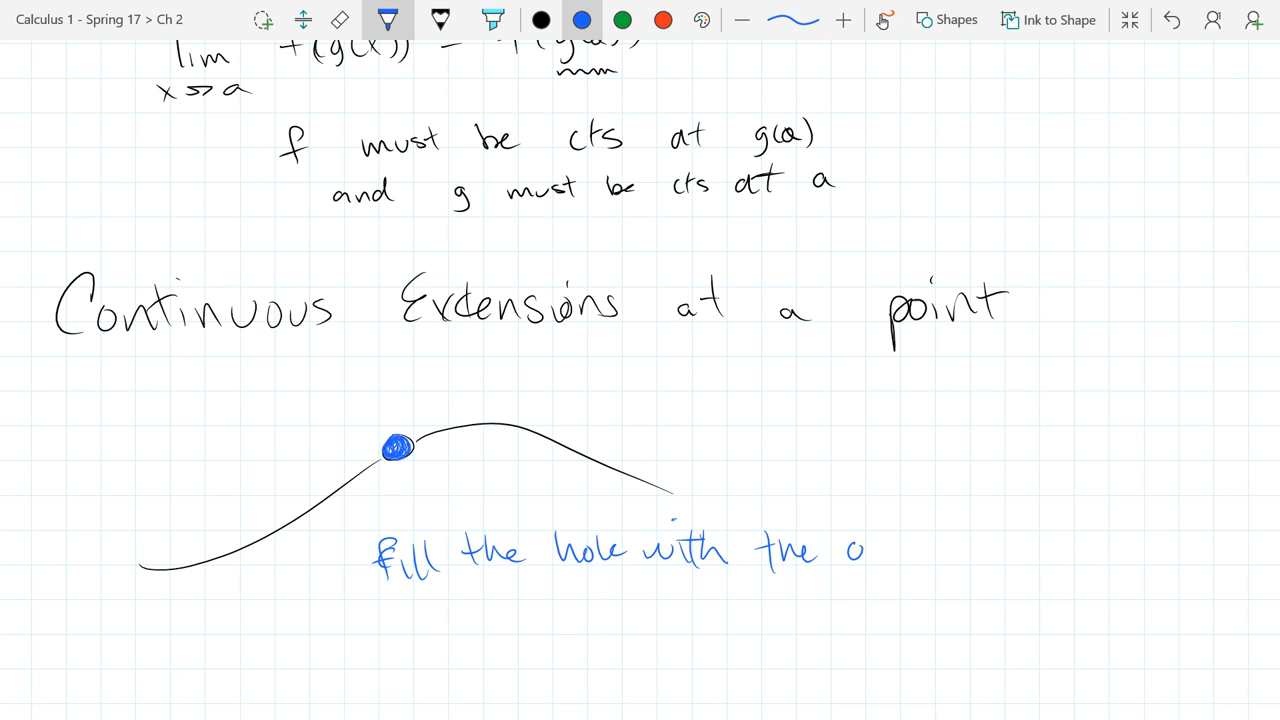 Calculus 1 - Spring 17 > Ch 2
Shapes
Ink to Shape
lim f(g(x)) = f(g(a))
x → a
f must be cts at g(a)
and g must be cts at a
Continuous Extensions at a point
fill the hole with the o